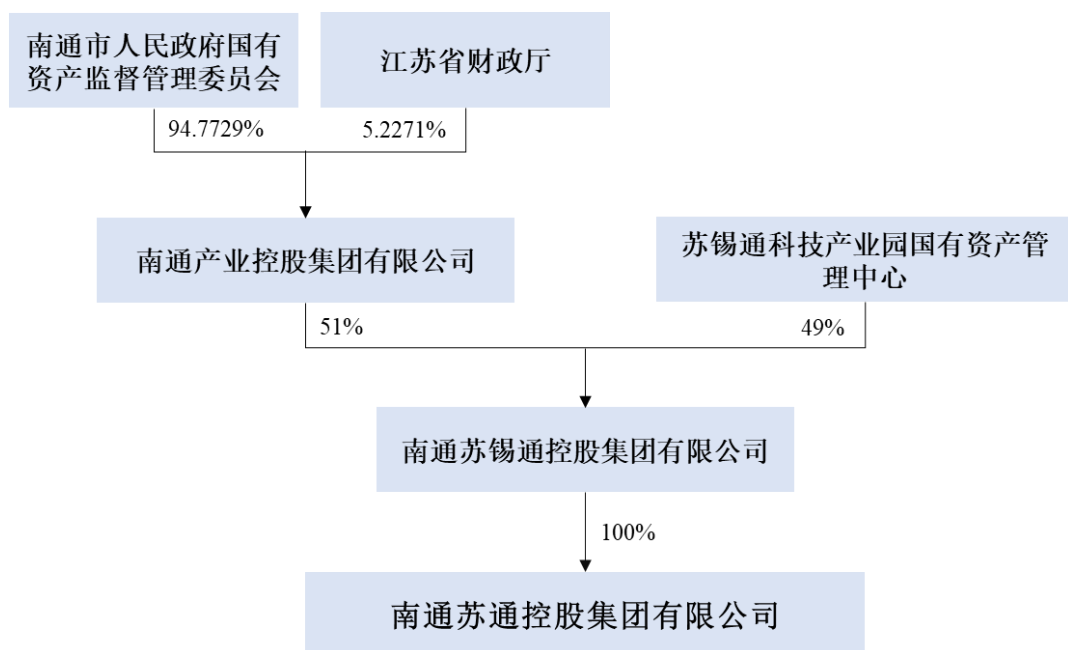 南通市人民政府国有
资产监督管理委员会
江苏省财政厅
94.7729%
5.2271%
南通产业控股集团有限公司
苏锡通科技产业园国有资产管
理中心
51%
49%
南通苏锡通控股集团有限公司
100%
南通苏通控股集团有限公司